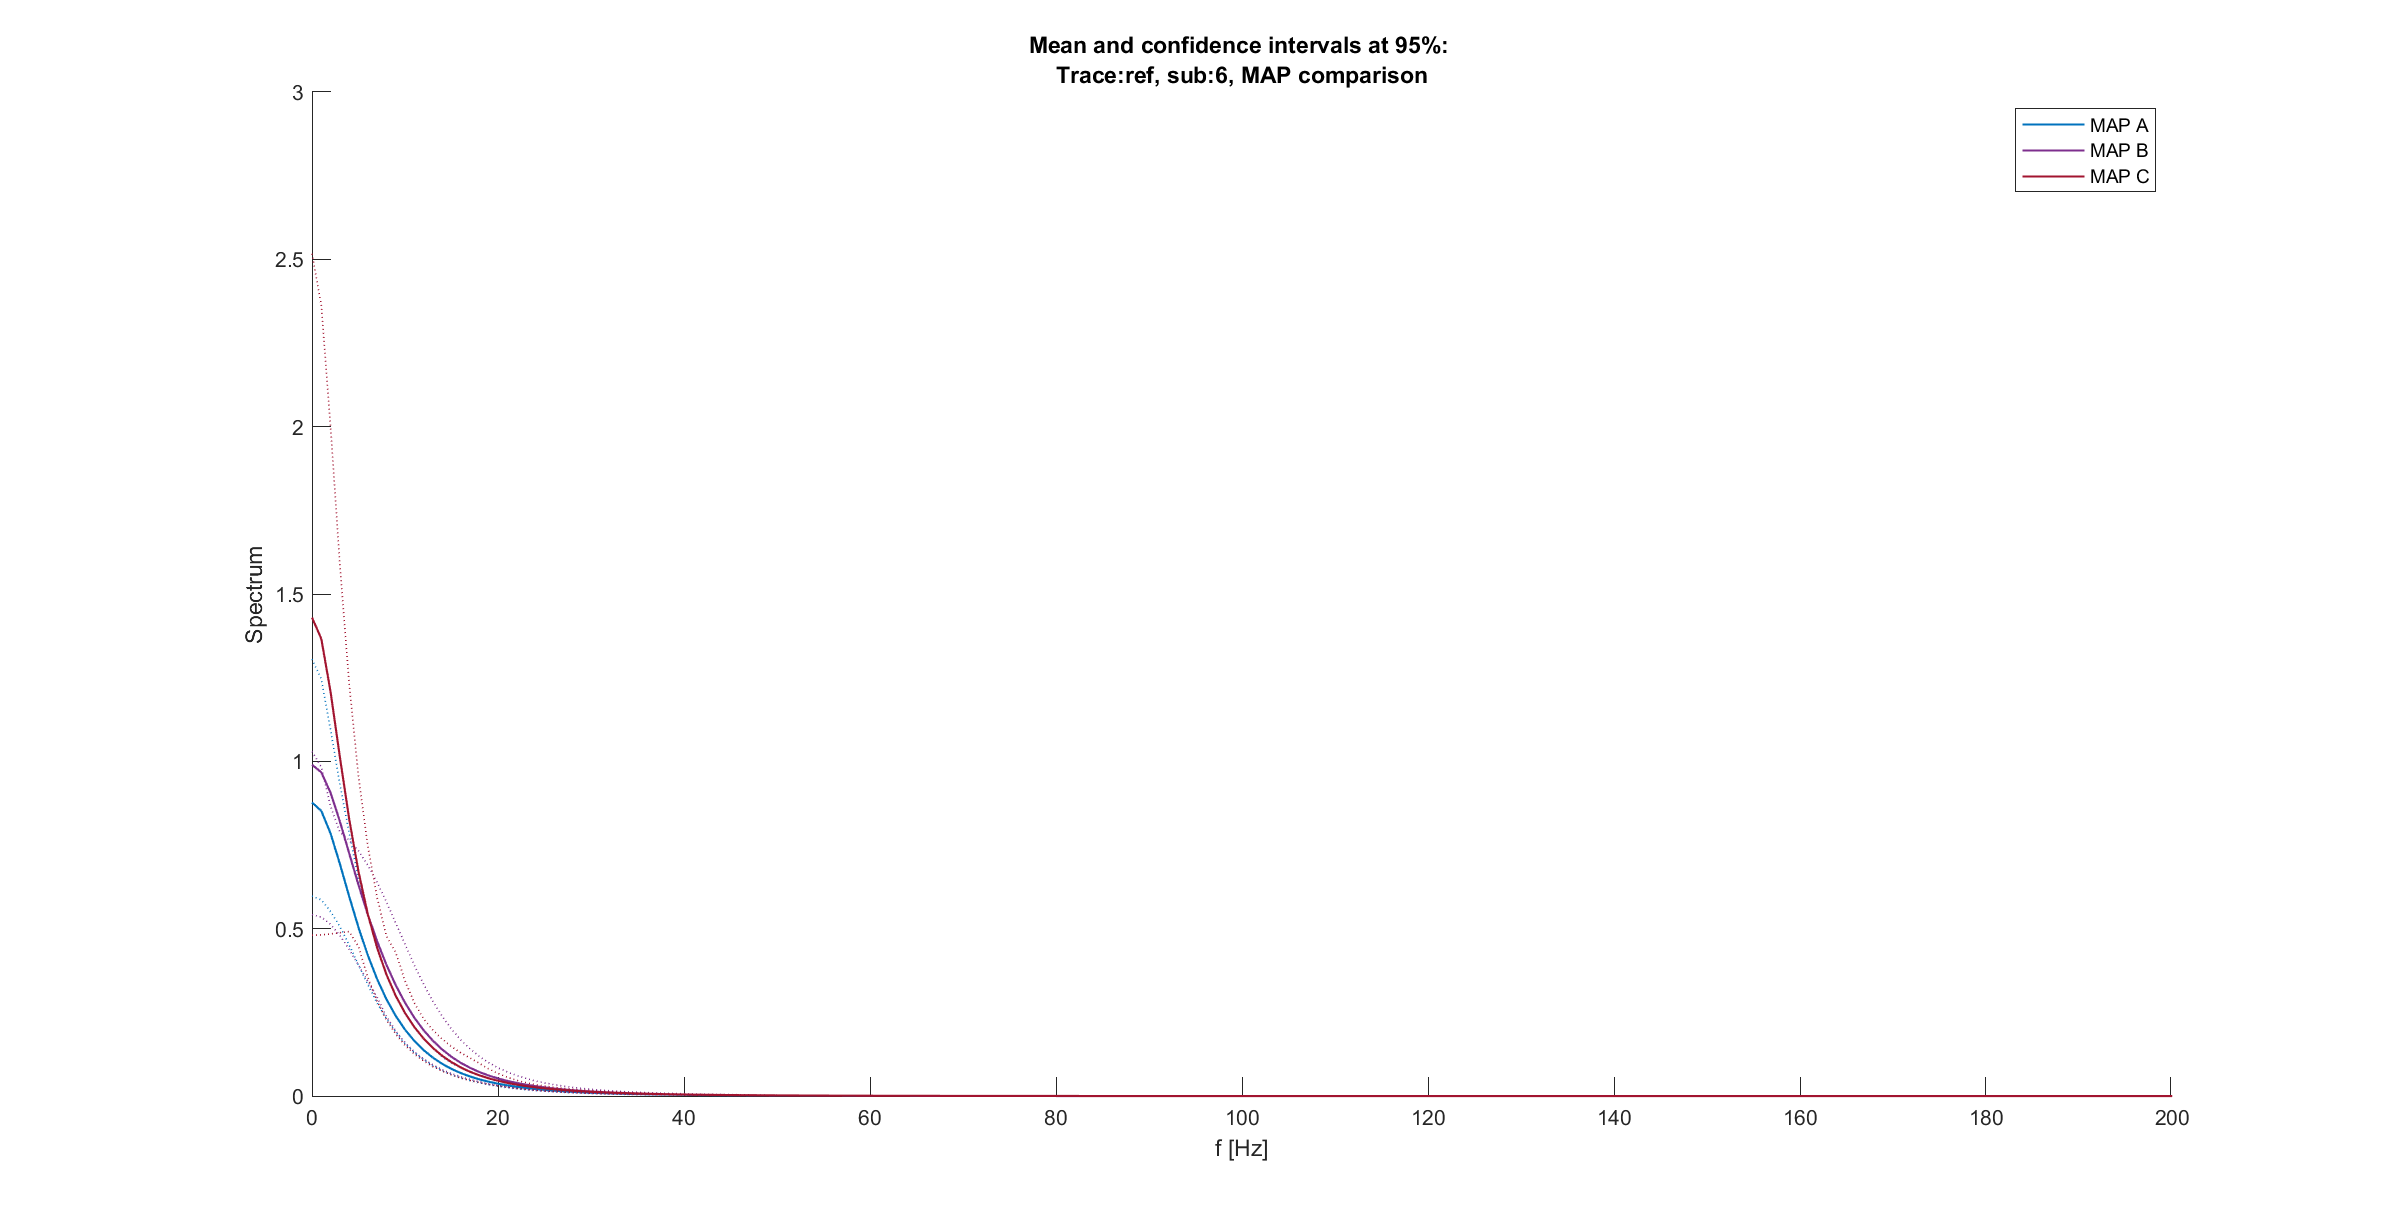 Mean and confidence intervals at 95%:
Trace:ref, sub:6, MAP comparison
MAP A
MAP B
MAP C
3
2.5
2
1.5
1
0.5
0
Spectrum
0 20 40 60 80 100 120 140 160 180 200
f [Hz]